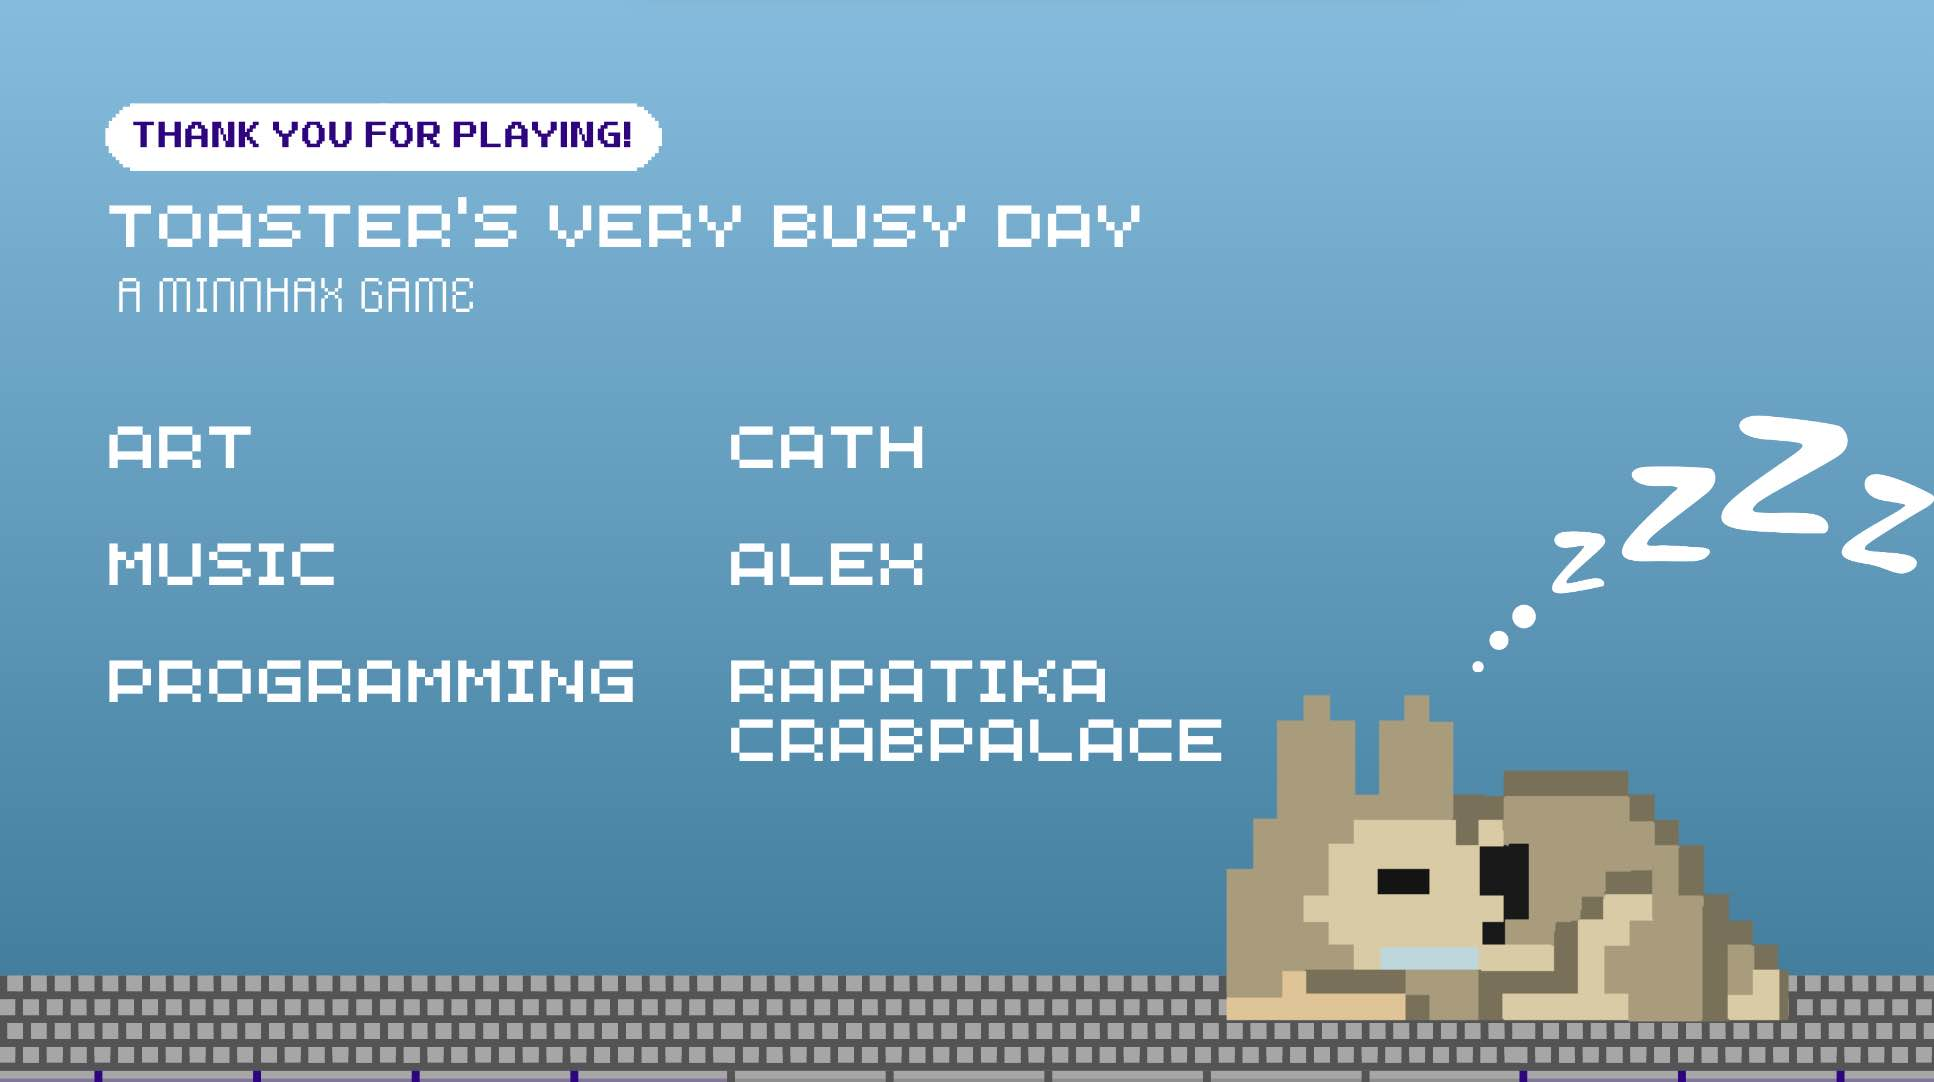 THANK YOU FOR PLAYING!
TOASTER'S VERY BUSY DAY
A MINNHAX GAME
ART CATH
MUSIC ALEX
PROGRAMMING RAPATIKA
CRABPALACE
z z z z